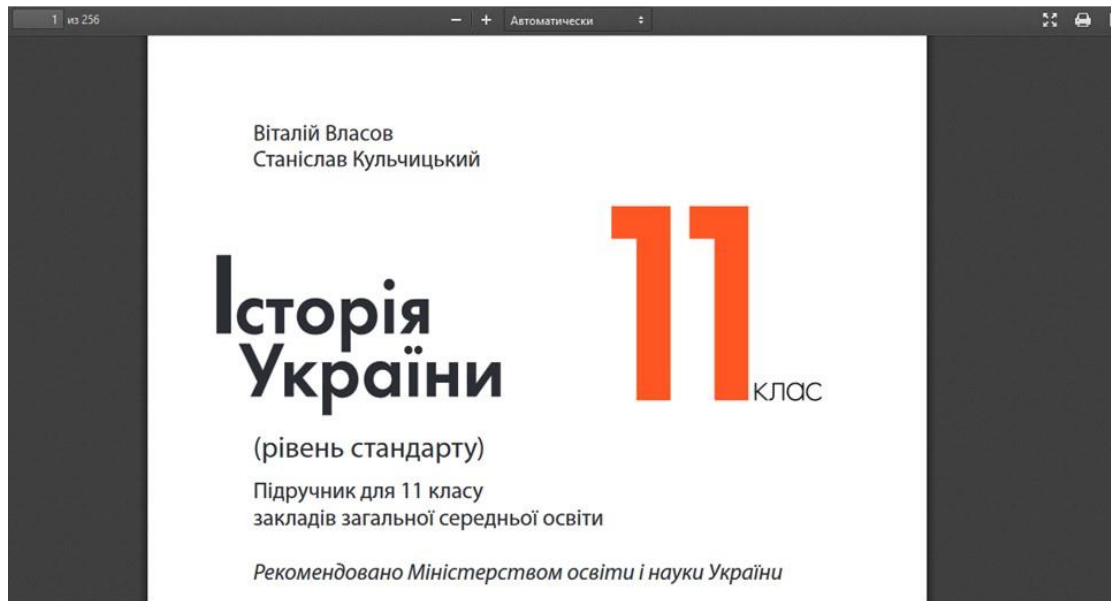 1 из 256
Автоматически
Віталій Власов
Станіслав Кульчицький
11
клас
Історія
України
(рівень стандарту)
Підручник для 11 класу
закладів загальної середньої освіти
Рекомендовано Міністерством освіти і науки України